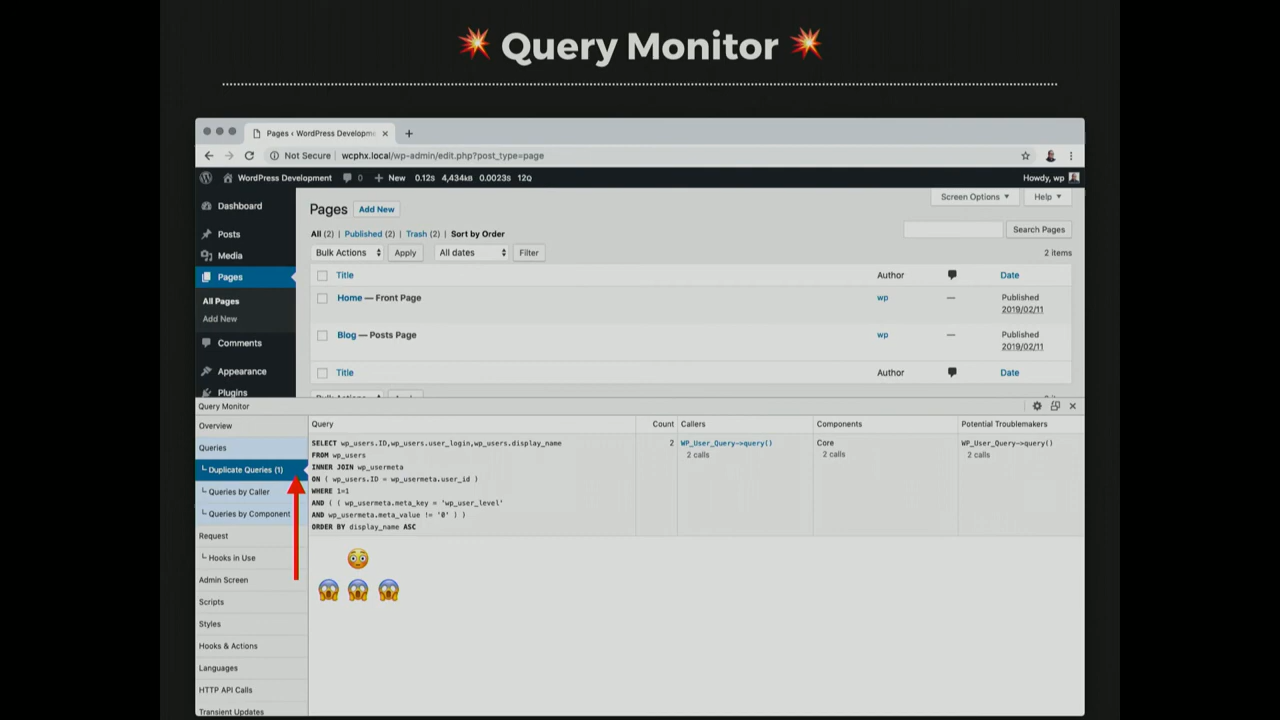 Query Monitor
Pages ‹ WordPress Developme
Not Secure wcphx.local/wp-admin/edit.php?post_type=page
WordPress Development 0 New 0.12s 4,434kB 0.0023s 12Q Howdy, wp
Dashboard
Posts
Media
Pages
All Pages
Add New
Comments
Appearance
Plugins
Screen Options Help
Pages Add New
All (2) | Published (2) | Trash (2) | Sort by Order
Search Pages
Bulk Actions Apply All dates Filter 2 items
Title Author Date
Home — Front Page wp — Published
2019/02/11
Blog — Posts Page wp — Published
2019/02/11
Title Author Date
Query Monitor
Overview
Queries
Duplicate Queries (1)
Queries by Caller
Queries by Component
Request
Hooks in Use
Admin Screen
Scripts
Styles
Hooks & Actions
Languages
HTTP API Calls
Transient Updates
Query Count Callers Components Potential Troublemakers
SELECT wp_users.ID,wp_users.user_login,wp_users.display_name 2 WP_User_Query->query() Core WP_User_Query->query()
FROM wp_users 2 calls 2 calls 2 calls
INNER JOIN wp_usermeta
ON ( wp_users.ID = wp_usermeta.user_id )
WHERE 1=1
AND ( ( wp_usermeta.meta_key = 'wp_user_level'
AND wp_usermeta.meta_value != '0' ) )
ORDER BY display_name ASC